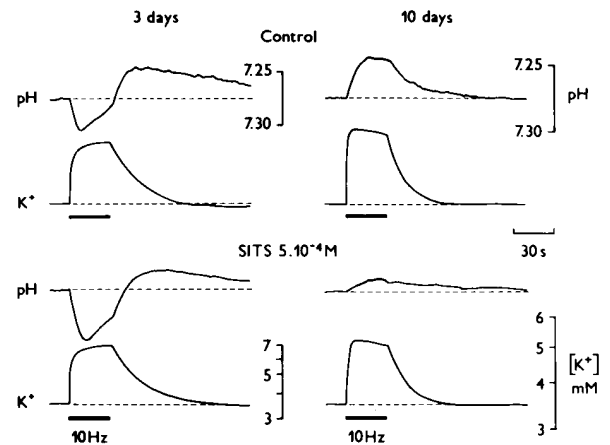 3 days
10 days
Control
pH
7.25
7.30
7.25
7.30
pH
K⁺
K⁺
30 s
SITS 5.10⁻⁴M
pH
pH
7
5
3
6
5
4
3
[K⁺]
mM
K⁺
10Hz
10Hz